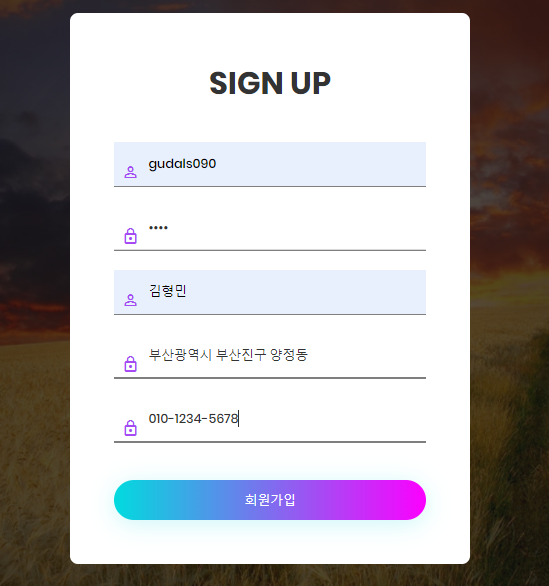 SIGN UP
gudals090
••••
김형민
부산광역시 부산진구 양정동
010-1234-5678
회원가입